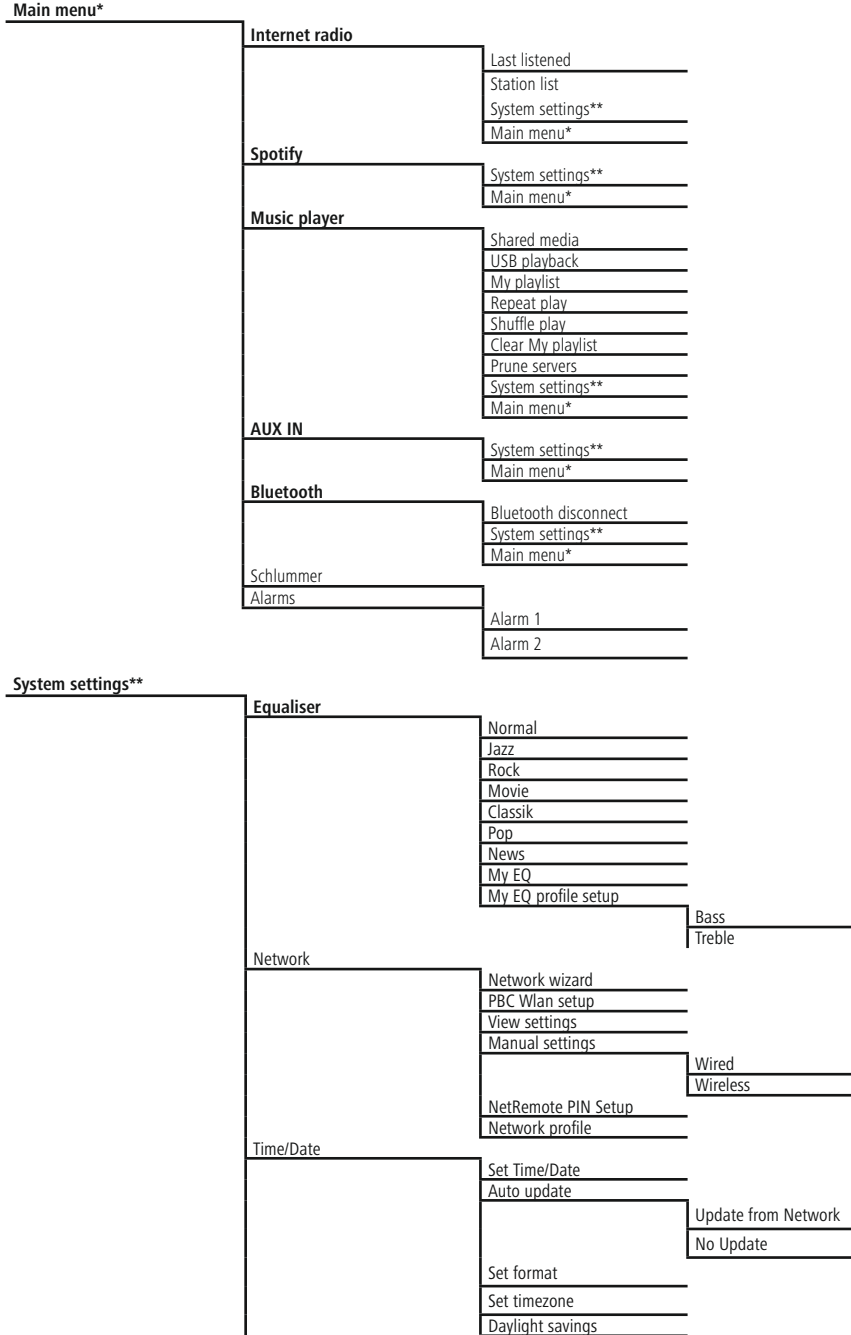 Main menu*
Internet radio
Last listened
Station list
System settings**
Main menu*
Spotify
System settings**
Main menu*
Music player
Shared media
USB playback
My playlist
Repeat play
Shuffle play
Clear My playlist
Prune servers
System settings**
Main menu*
AUX IN
System settings**
Main menu*
Bluetooth
Bluetooth disconnect
System settings**
Main menu*
Schlummer
Alarms
Alarm 1
Alarm 2
System settings**
Equaliser
Normal
Jazz
Rock
Movie
Classik
Pop
News
My EQ
My EQ profile setup
Bass
Treble
Network
Network wizard
PBC Wlan setup
View settings
Manual settings
Wired
Wireless
NetRemote PIN Setup
Network profile
Time/Date
Set Time/Date
Auto update
Update from Network
No Update
Set format
Set timezone
Daylight savings